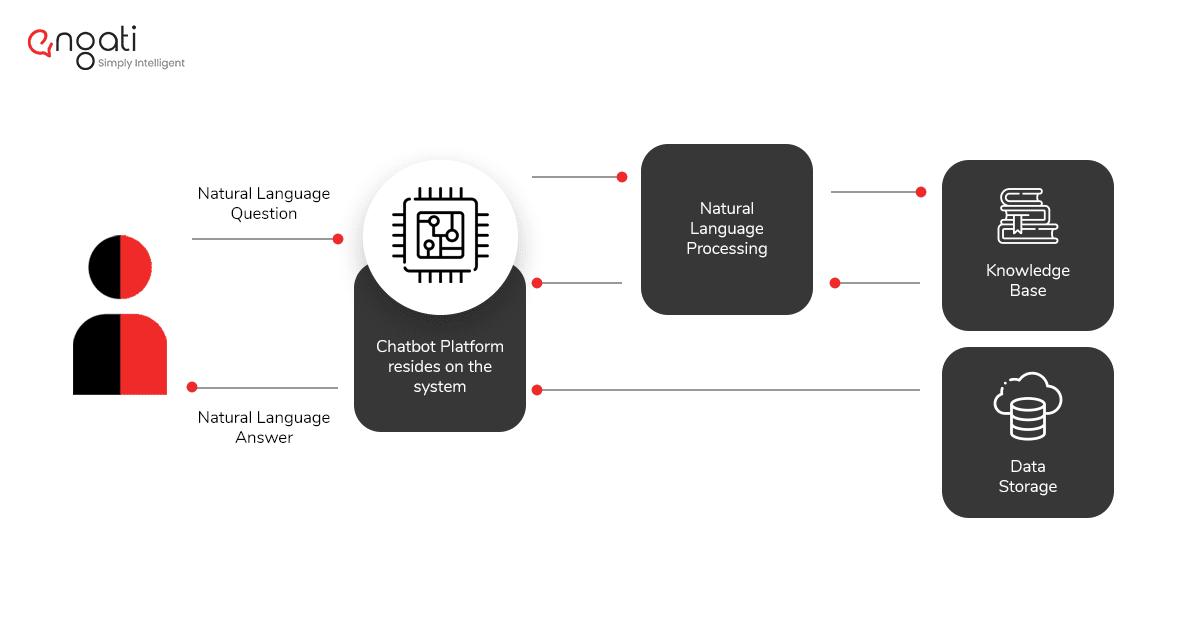 engati
Simply Intelligent
Natural Language
Question
Natural Language
Answer
Chatbot Platform
resides on the
system
Natural
Language
Processing
Knowledge
Base
Data
Storage